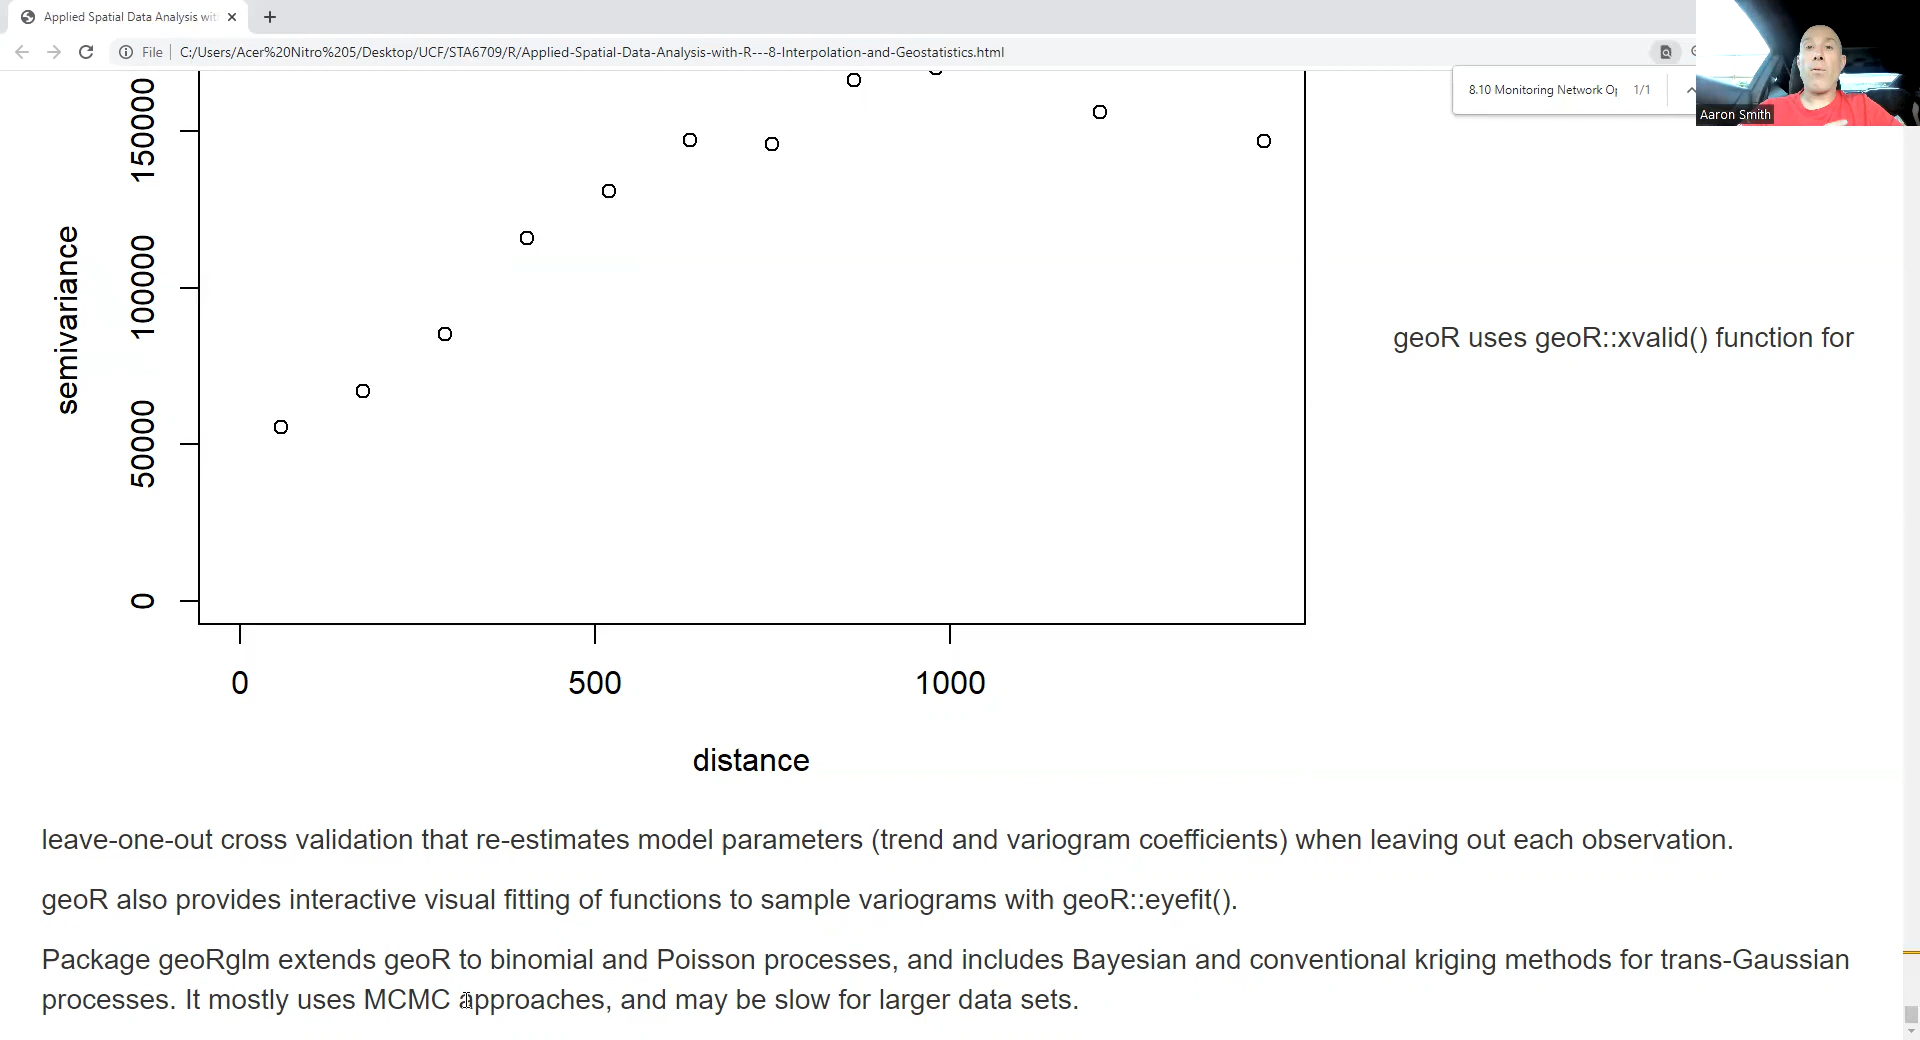 Applied Spatial Data Analysis wit
File
C:/Users/Acer%20Nitro%205/Desktop/UCF/STA6709/R/Applied-Spatial-Data-Analysis-with-R---8-Interpolation-and-Geostatistics.html
8.10 Monitoring Network Op
1/1
Aaron Smith
semivariance
150000
100000
50000
0
0 500 1000
distance
geoR uses geoR::xvalid() function for
leave-one-out cross validation that re-estimates model parameters (trend and variogram coefficients) when leaving out each observation.
geoR also provides interactive visual fitting of functions to sample variograms with geoR::eyefit().
Package geoRglm extends geoR to binomial and Poisson processes, and includes Bayesian and conventional kriging methods for trans-Gaussian
processes. It mostly uses MCMC approaches, and may be slow for larger data sets.